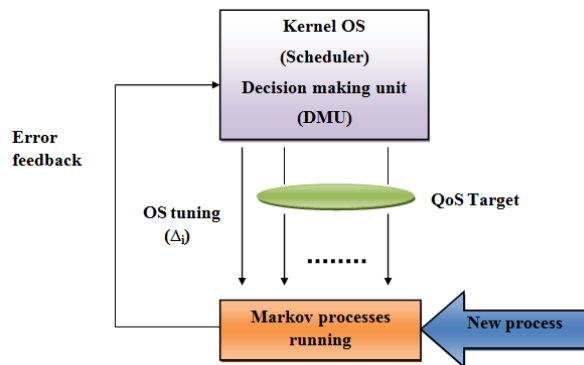 Kernel OS
(Scheduler)
Decision making unit
(DMU)
Error
feedback
OS tuning
(Δi)
QoS Target
........
Markov processes
running
New process